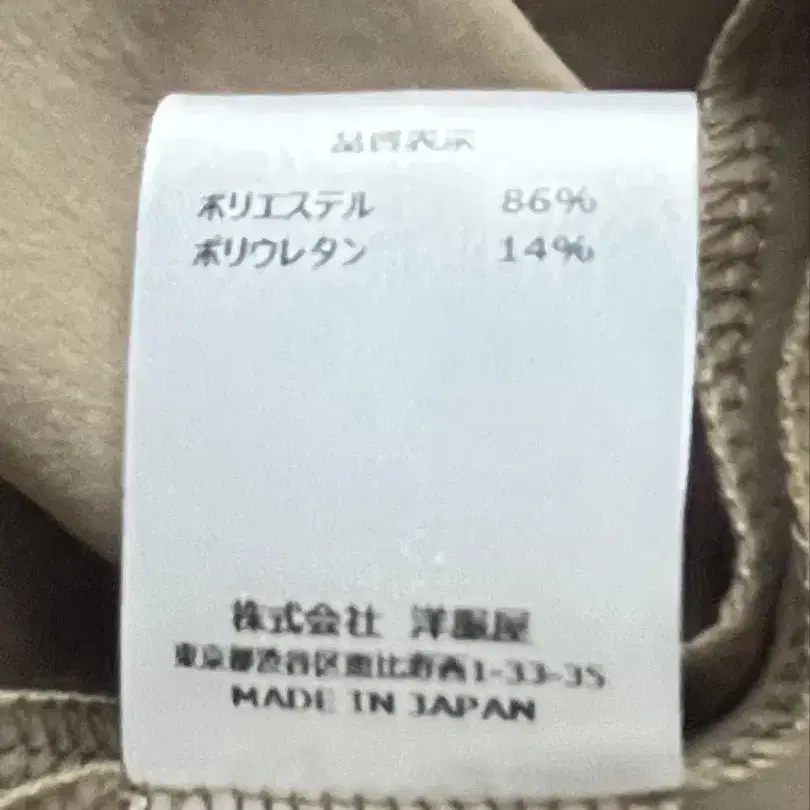 品質表示
ポリエステル 86%
ポリウレタン 14%
株式会社 洋服屋
東京都渋谷区恵比寿西1-33-35
MADE IN JAPAN